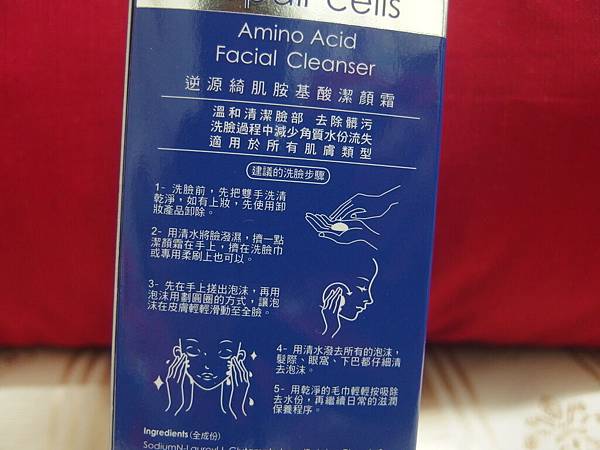 Cells
Amino Acid
Facial Cleanser
逆源綺肌胺基酸潔顏霜
溫和清潔臉部 去除髒污
洗臉過程中減少角質水份流失
適用於所有肌膚類型
建議的洗臉步驟
1- 洗臉前，先把雙手洗清
乾淨，如有上妝，先使用卸
妝產品卸除。
2- 用清水將臉潑濕，擠一點
潔顏霜在手上，擠在洗臉巾
或專用柔刷上也可以。
3- 先在手上搓出泡沫，再用
泡沫用劃圓圈的方式，讓泡
沫在皮膚輕輕滑動至全臉。
4- 用清水潑去所有的泡沫，
髮際、眼窩、下巴都仔細清
去泡沫。
5- 用乾淨的毛巾輕輕按吸除
去水份，再繼續日常的滋潤
保養程序。
Ingredients (全成份)